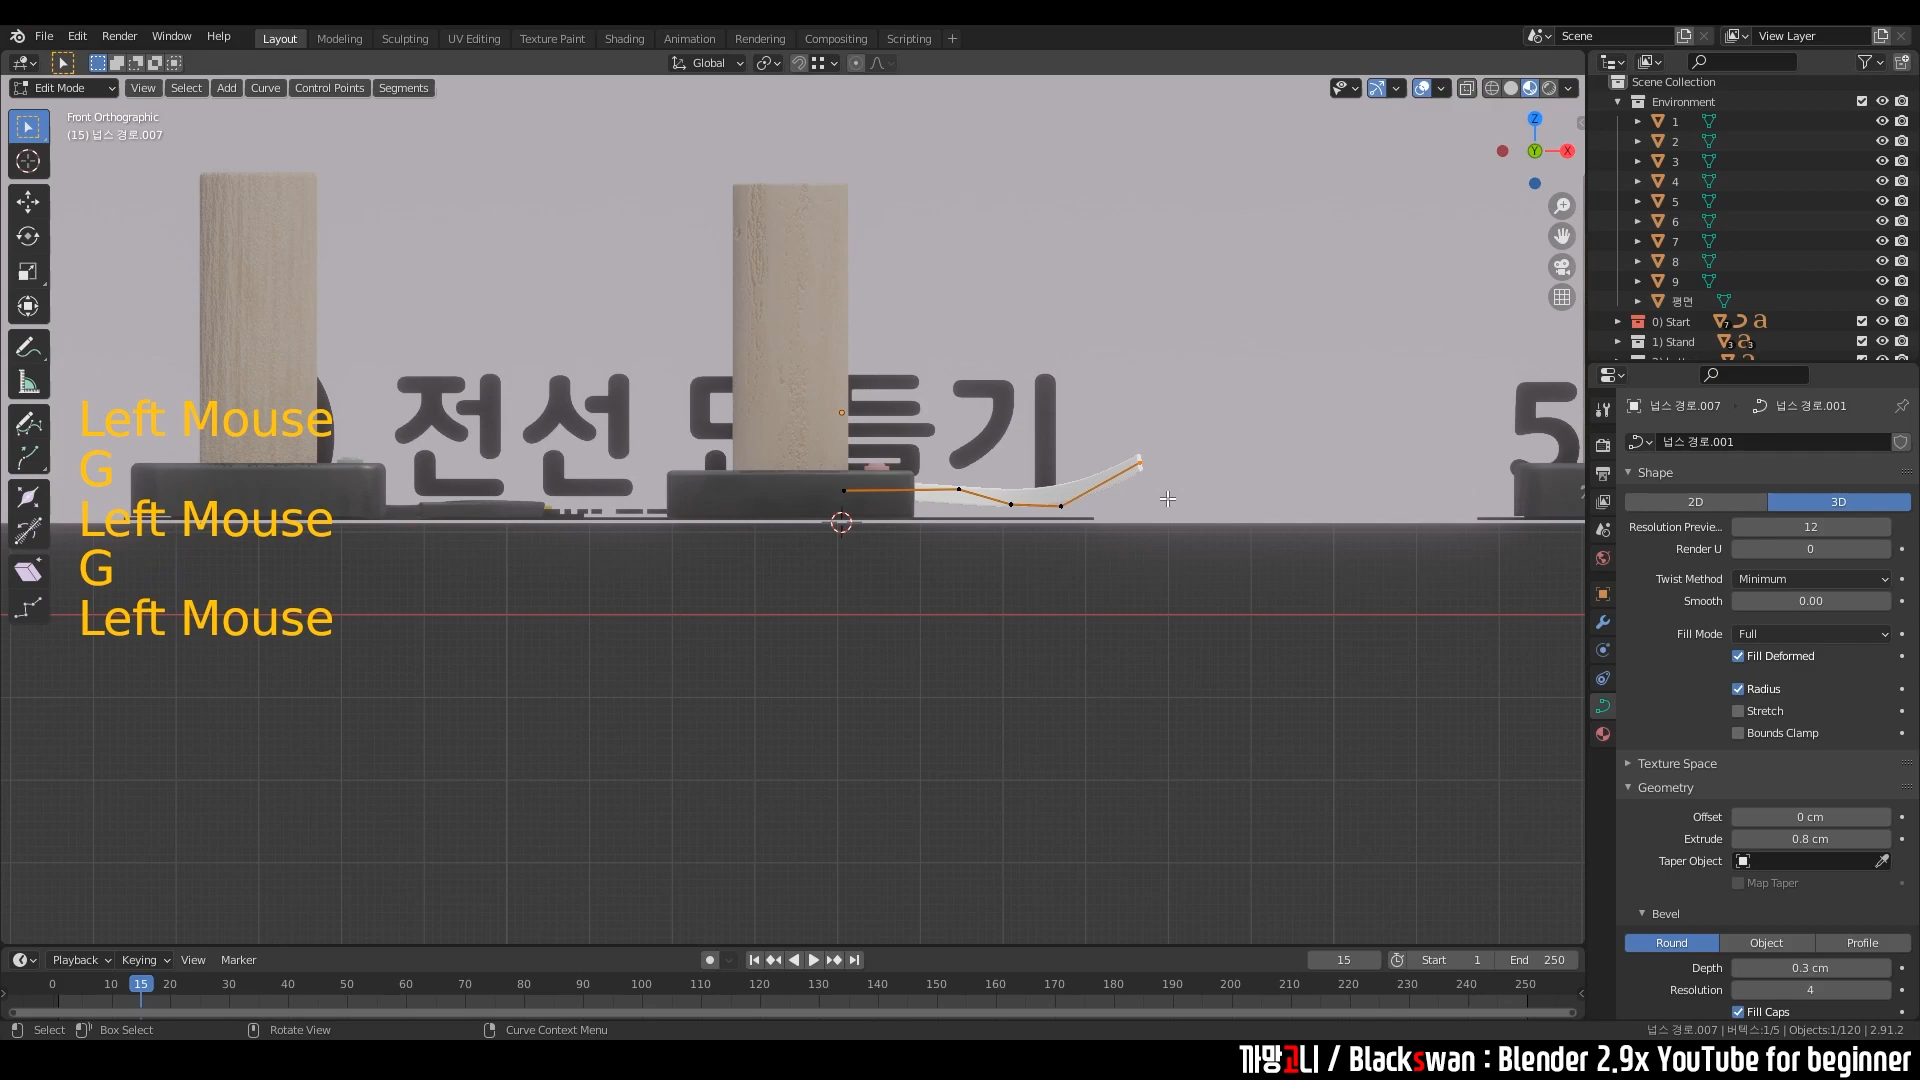 File Edit Render Window Help
Layout Modeling Sculpting UV Editing Texture Paint Shading Animation Rendering Compositing Scripting +
Scene
View Layer
Global
Edit Mode View Select Add Curve Control Points Segments
Front Orthographic
(15) 넙스 경로.007
Z
Y
X
Scene Collection
Environment
1
2
3
4
5
6
7
8
9
평면
0) Start
7
a
1) Stand
3
a
3
전선
기
5
Left Mouse
G
Left Mouse
G
Left Mouse
넙스 경로.007
넙스 경로.001
넙스 경로.001
Shape
2D 3D
Resolution Previe... 12
Render U 0
Twist Method Minimum
Smooth 0.00
Fill Mode Full
Fill Deformed
Radius
Stretch
Bounds Clamp
Texture Space
Geometry
Offset 0 cm
Extrude 0.8 cm
Taper Object
Map Taper
Bevel
Round Object Profile
Depth 0.3 cm
Resolution 4
Fill Caps
Playback Keying View Marker
15
Start 1
End 250
0 10 15 20 30 40 50 60 70 80 90 100 110 120 130 140 150 160 170 180 190 200 210 220 230 240 250
Select Box Select Rotate View Curve Context Menu
넙스 경로.007 | 버텍스:1/5 | Objects:1/120 | 2.91.2
까망고니 / Blackswan : Blender 2.9x YouTube for beginner